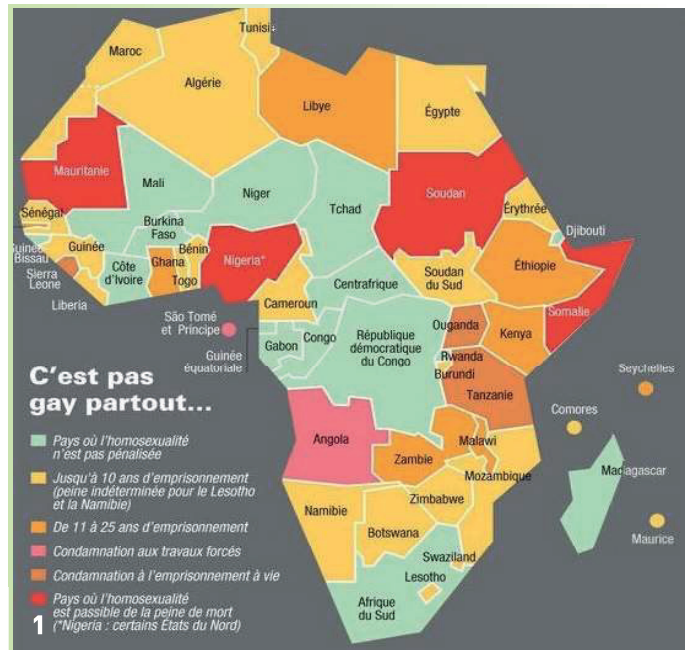 Tunisie
Maroc
Algérie
Libye
Égypte
Mauritanie
Mali
Niger
Tchad
Soudan
Érythrée
Sénégal
Guinée
Bissau
Guinée
Burkina
Faso
Bénin
Ghana
Togo
Côte
d'Ivoire
Sierra
Leone
Liberia
Nigeria*
Djibouti
Éthiopie
Soudan
du Sud
Centrafrique
Cameroun
Somalie
São Tomé
et Principe
Guinée
équatoriale
Gabon
Congo
République
démocratique
du Congo
Ouganda
Kenya
Rwanda
Burundi
Tanzanie
Seychelles
Comores
Angola
Zambie
Malawi
Mozambique
Madagascar
Maurice
Zimbabwe
Namibie
Botswana
Swaziland
Lesotho
Afrique
du Sud
C'est pas
gay partout...
Pays où l'homosexualité
n'est pas pénalisée
Jusqu'à 10 ans d'emprisonnement
(peine indéterminée pour le Lesotho
et la Namibie)
De 11 à 25 ans d'emprisonnement
Condamnation aux travaux forcés
Condamnation à l'emprisonnement à vie
Pays où l'homosexualité
est passible de la peine de mort
(*Nigeria : certains États du Nord)
1